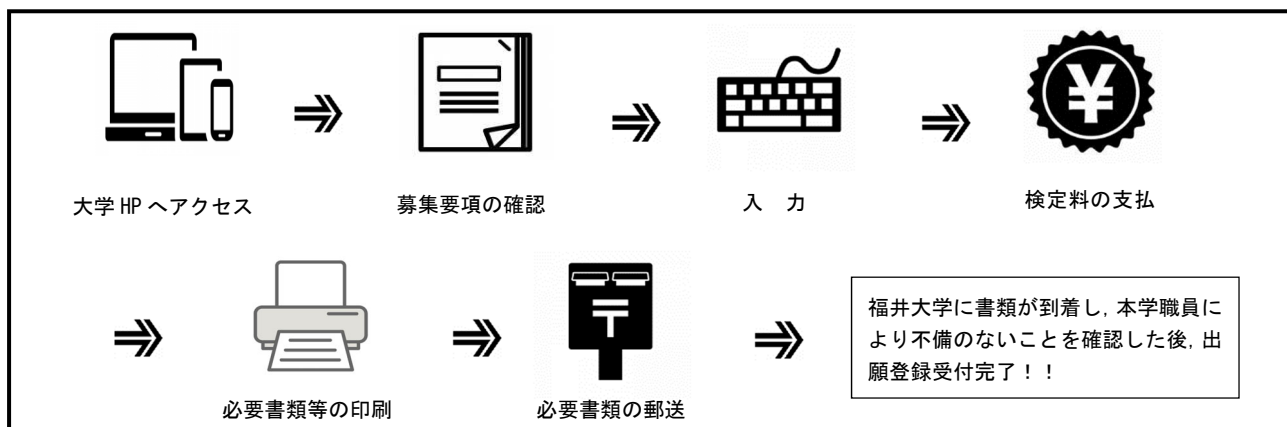 大学 HP へアクセス
募集要項の確認
入　力
検定料の支払
必要書類等の印刷
必要書類の郵送
福井大学に書類が到着し, 本学職員に
より不備のないことを確認した後, 出
願登録受付完了！！